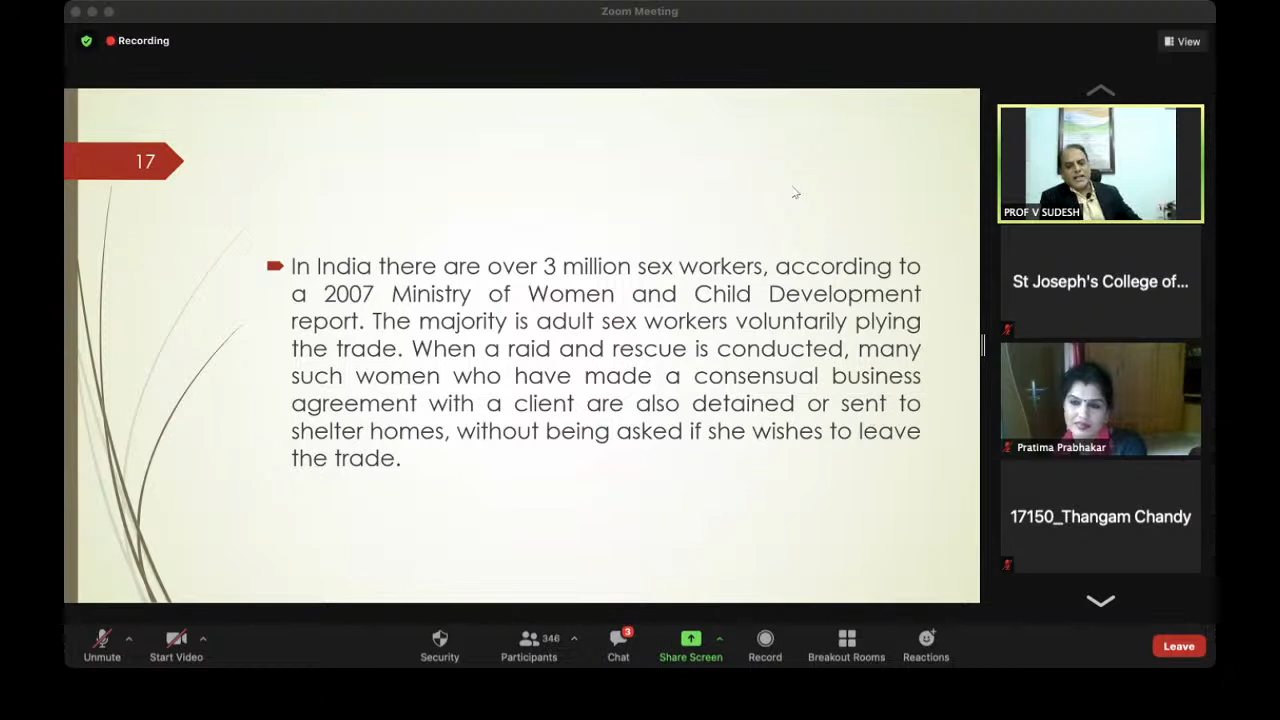 Zoom Meeting
Recording
View
17
In India there are over 3 million sex workers, according to
a 2007 Ministry of Women and Child Development
report. The majority is adult sex workers voluntarily plying
the trade. When a raid and rescue is conducted, many
such women who have made a consensual business
agreement with a client are also detained or sent to
shelter homes, without being asked if she wishes to leave
the trade.
PROF V SUDESH
St Joseph's College of...
Pratima Prabhakar
17150_Thangam Chandy
Unmute
Start Video
Security
346
Participants
3
Chat
Share Screen
Record
Breakout Rooms
Reactions
Leave